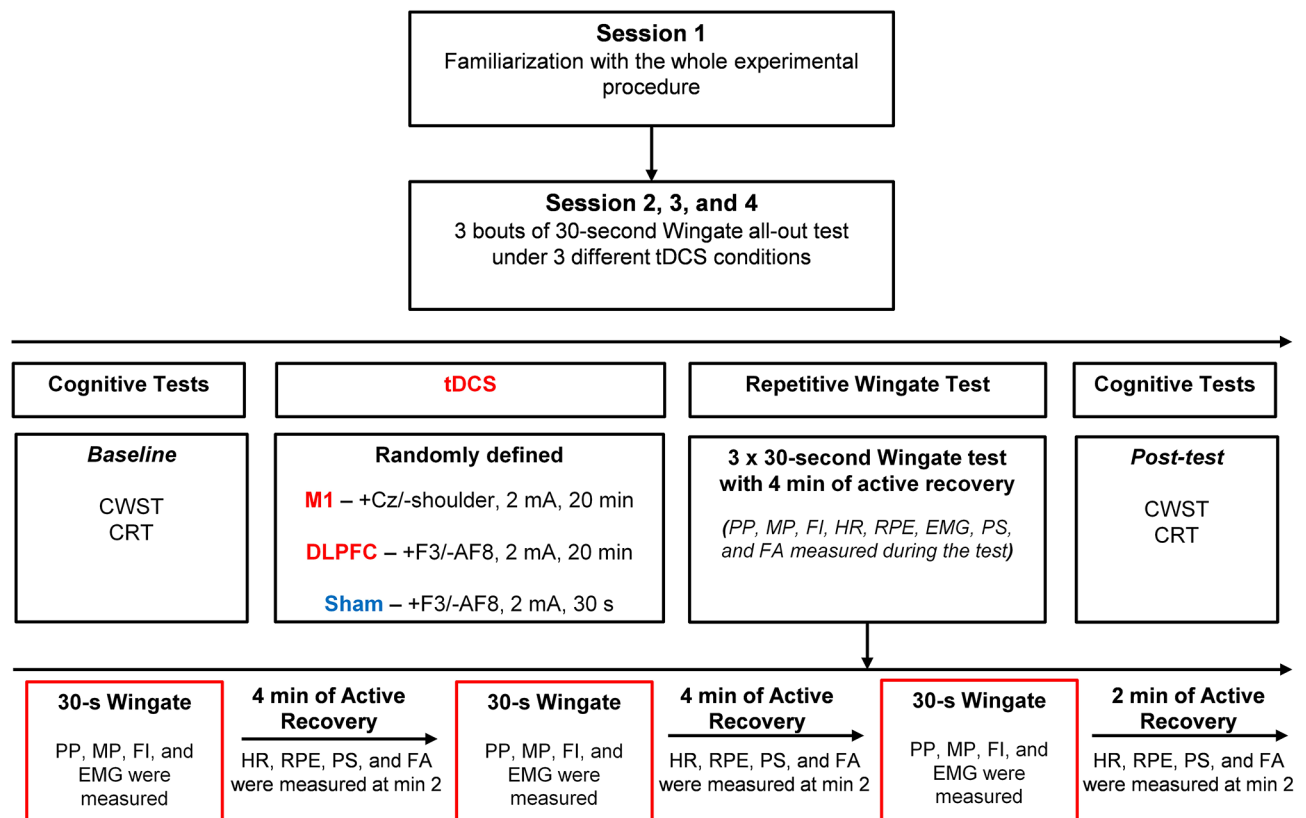 Session 1
Familiarization with the whole experimental
procedure
Session 2, 3, and 4
3 bouts of 30-second Wingate all-out test
under 3 different tDCS conditions
Cognitive Tests
tDCS
Repetitive Wingate Test
Cognitive Tests
Baseline
CWST
CRT
Randomly defined
M1 – +Cz/-shoulder, 2 mA, 20 min
DLPFC – +F3/-AF8, 2 mA, 20 min
Sham – +F3/-AF8, 2 mA, 30 s
3 x 30-second Wingate test
with 4 min of active recovery
(PP, MP, FI, HR, RPE, EMG, PS,
and FA measured during the test)
Post-test
CWST
CRT
30-s Wingate
PP, MP, FI, and
EMG were
measured
4 min of Active
Recovery
HR, RPE, PS, and FA
were measured at min 2
30-s Wingate
PP, MP, FI, and
EMG were
measured
4 min of Active
Recovery
HR, RPE, PS, and FA
were measured at min 2
30-s Wingate
PP, MP, FI, and
EMG were
measured
2 min of Active
Recovery
HR, RPE, PS, and FA
were measured at min 2